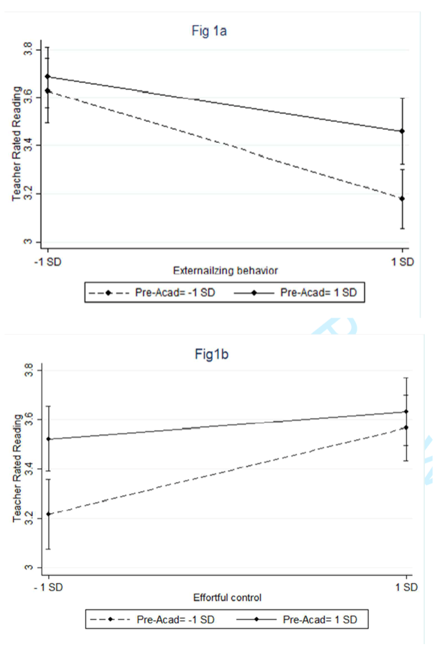 Fig 1a
3.8
3.6
3.4
3.2
3
Teacher Rated Reading
-1 SD
1 SD
Externailzing behavior
Pre-Acad= -1 SD
Pre-Acad= 1 SD
Fig1b
3.8
3.6
3.4
3.2
3
Teacher Rated Reading
-1 SD
1 SD
Effortful control
Pre-Acad= -1 SD
Pre-Acad= 1 SD